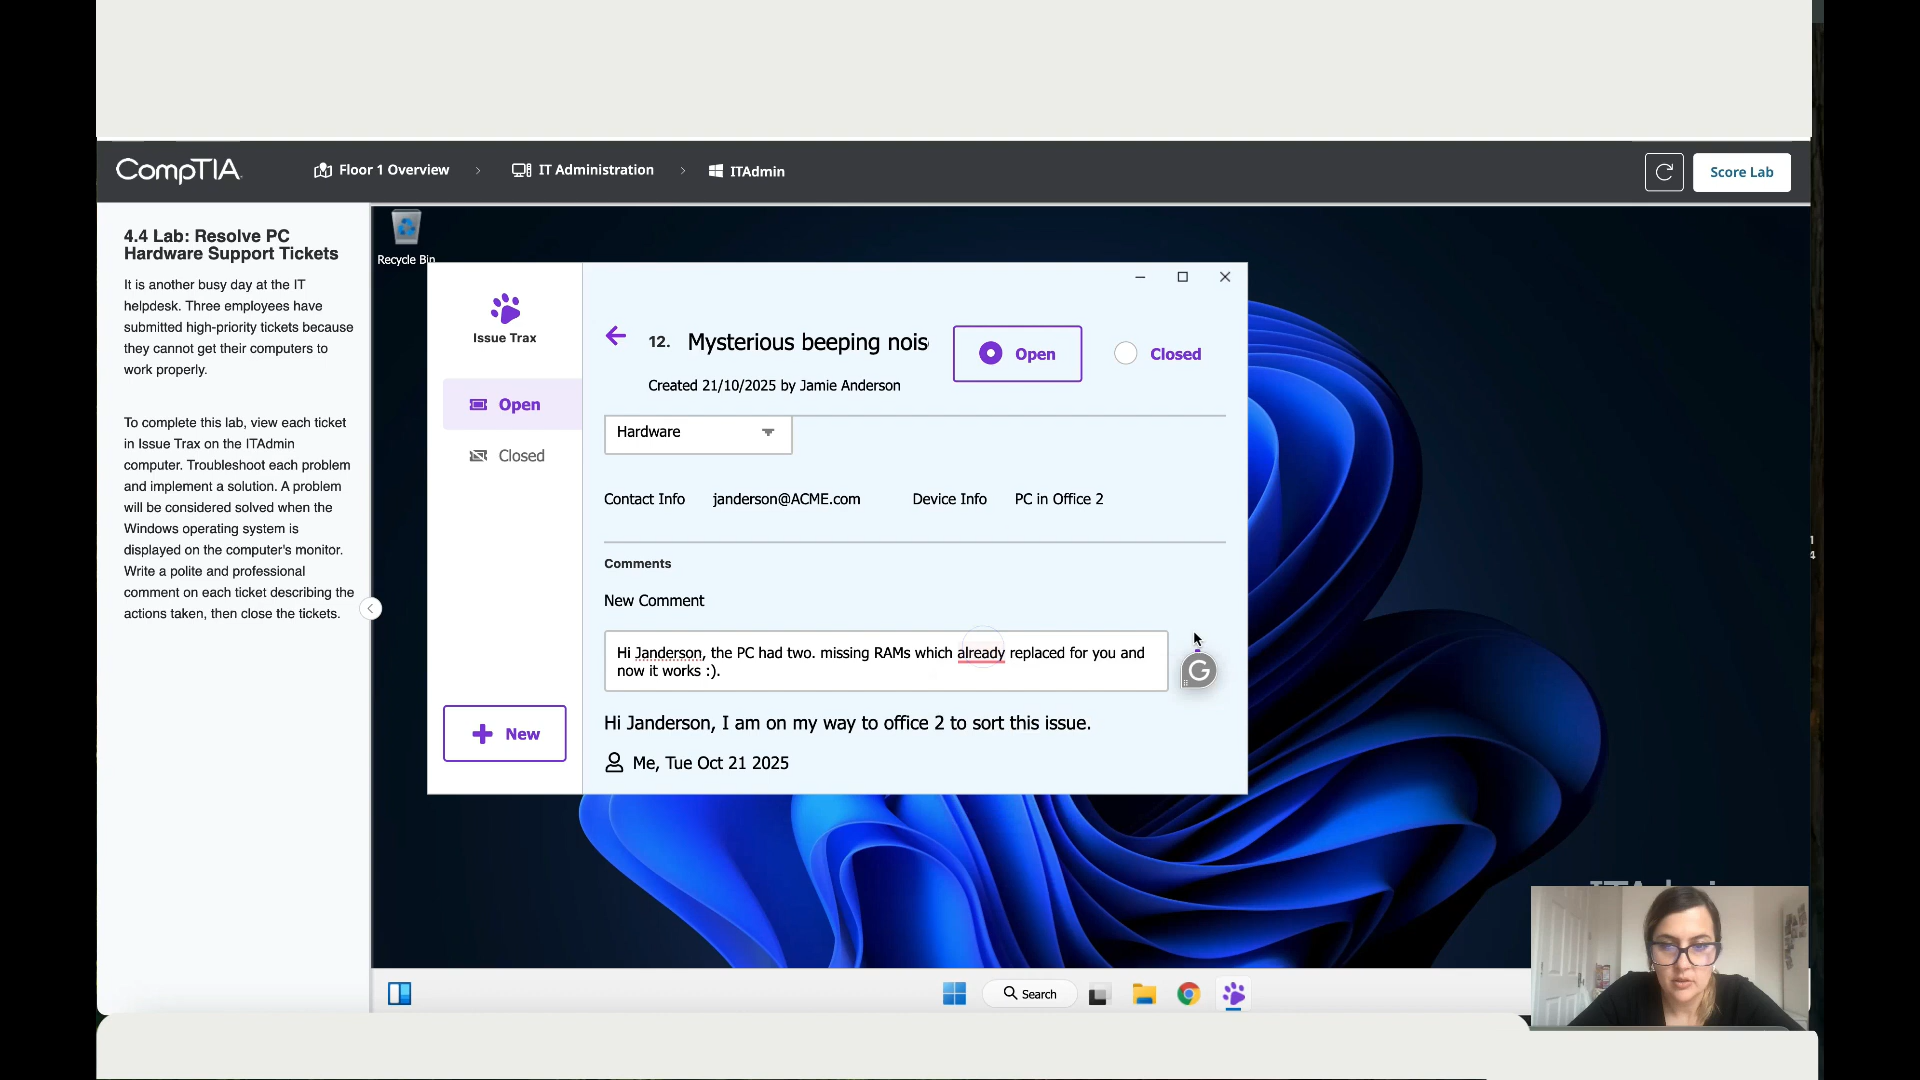 CompTIA.
Floor 1 Overview
IT Administration
ITAdmin
Score Lab
4.4 Lab: Resolve PC
Hardware Support Tickets
It is another busy day at the IT
helpdesk. Three employees have
submitted high-priority tickets because
they cannot get their computers to
work properly.
To complete this lab, view each ticket
in Issue Trax on the ITAdmin
computer. Troubleshoot each problem
and implement a solution. A problem
will be considered solved when the
Windows operating system is
displayed on the computer's monitor.
Write a polite and professional
comment on each ticket describing the
actions taken, then close the tickets.
Recycle Bin
Issue Trax
Open
Closed
New
12. Mysterious beeping nois
Open
Closed
Created 21/10/2025 by Jamie Anderson
Hardware
Contact Info janderson@ACME.com Device Info PC in Office 2
Comments
New Comment
Hi Janderson, the PC had two. missing RAMs which already replaced for you and
now it works :).
Hi Janderson, I am on my way to office 2 to sort this issue.
Me, Tue Oct 21 2025
Search